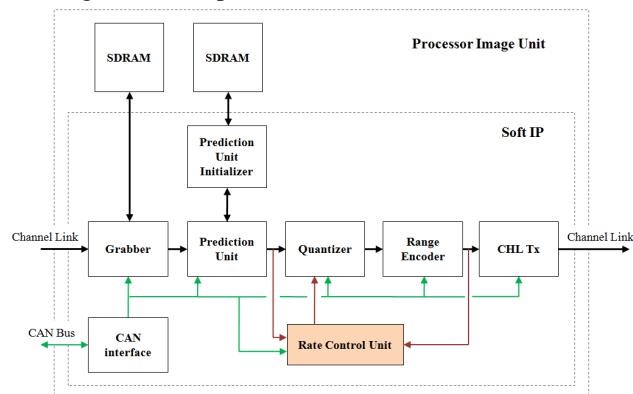 Processor Image Unit
SDRAM
SDRAM
Soft IP
Prediction
Unit
Initializer
Channel Link
Grabber
Prediction
Unit
Quantizer
Range
Encoder
CHL Tx
Channel Link
CAN Bus
CAN
interface
Rate Control Unit